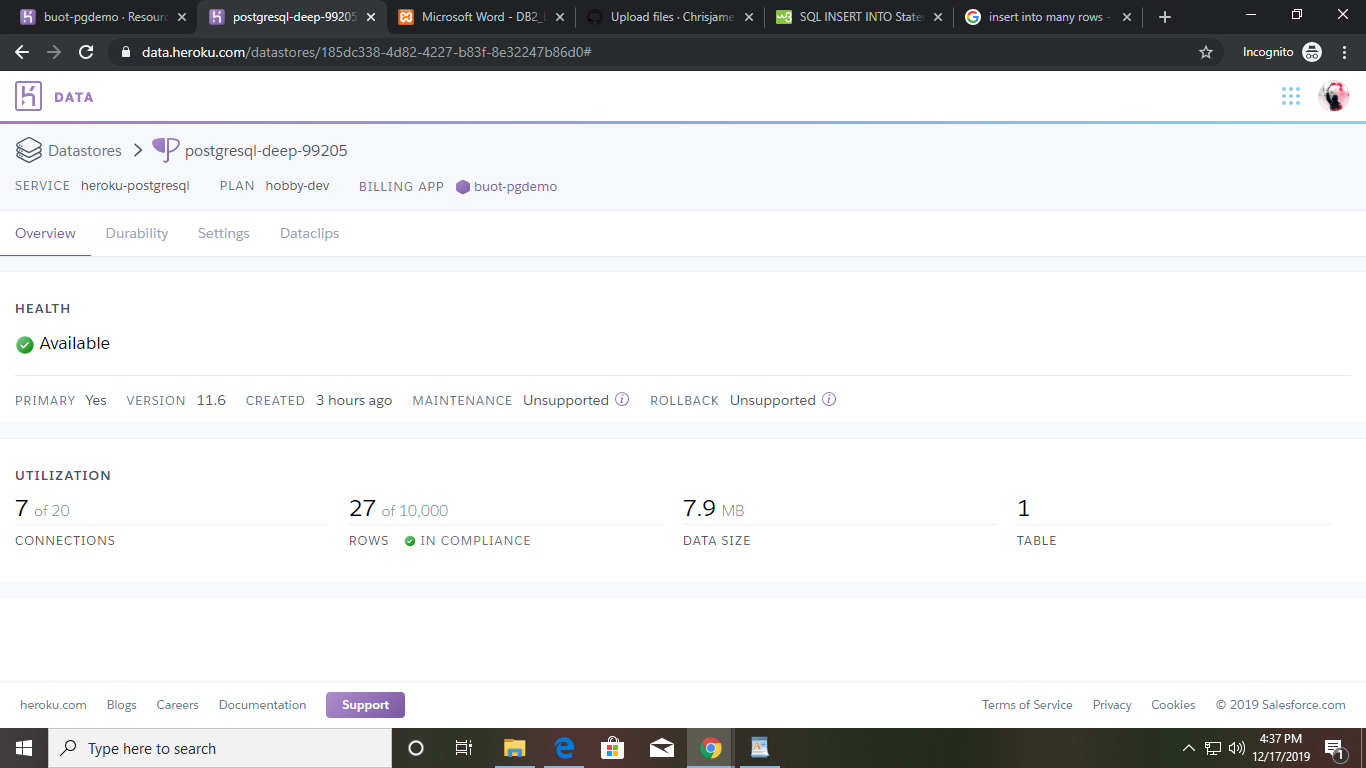 buot-pgdemo · Resourc
postgresql-deep-99205
Microsoft Word - DB2_L
Upload files · Chrisjame
SQL INSERT INTO State
insert into many rows -
data.heroku.com/datastores/185dc338-4d82-4227-b83f-8e32247b86d0#
Incognito
DATA
Datastores > postgresql-deep-99205
SERVICE heroku-postgresql PLAN hobby-dev BILLING APP buot-pgdemo
Overview Durability Settings Dataclips
HEALTH
Available
PRIMARY Yes VERSION 11.6 CREATED 3 hours ago MAINTENANCE Unsupported ROLLBACK Unsupported
UTILIZATION
7 of 20 27 of 10,000 7.9 MB 1
CONNECTIONS ROWS IN COMPLIANCE DATA SIZE TABLE
heroku.com Blogs Careers Documentation Support Terms of Service Privacy Cookies © 2019 Salesforce.com
Type here to search
4:37 PM
12/17/2019
1